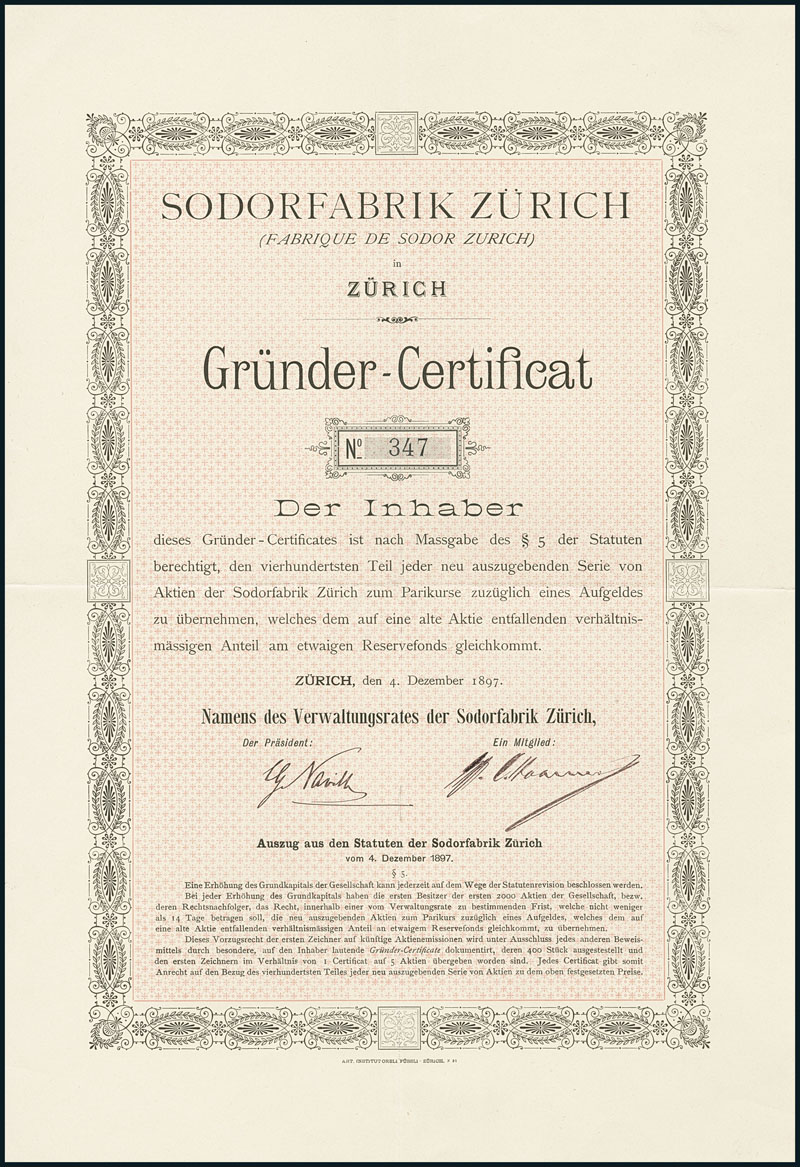 SODORFABRIK ZÜRICH
(FABRIQUE DE SODOR ZURICH)
in
ZÜRICH
Gründer-Certificat
No 347
Der Inhaber
dieses Gründer-Certificates ist nach Massgabe des § 5 der Statuten
berechtigt, den vierhundertsten Teil jeder neu auszugebenden Serie von
Aktien der Sodorfabrik Zürich zum Parikurse zuzüglich eines Aufgeldes
zu übernehmen, welches dem auf eine alte Aktie entfallenden verhältnis-
mässigen Anteil am etwaigen Reservefonds gleichkommt.
ZÜRICH, den 4. Dezember 1897.
Namens des Verwaltungsrates der Sodorfabrik Zürich,
Der Präsident: Ein Mitglied:
Auszug aus den Statuten der Sodorfabrik Zürich
vom 4. Dezember 1897.
§ 5.
Eine Erhöhung des Grundkapitals der Gesellschaft kann jederzeit auf dem Wege der Statutenrevision beschlossen werden.
Bei jeder Erhöhung des Grundkapitals haben die ersten Besitzer der ersten 2000 Aktien der Gesellschaft, bezw.
deren Rechtsnachfolger, das Recht, innerhalb einer vom Verwaltungsrate zu bestimmenden Frist, welche nicht weniger
als 14 Tage betragen soll, die neu auszugebenden Aktien zum Parikurs zuzüglich eines Aufgeldes, welches dem auf
eine alte Aktie entfallenden verhältnismässigen Anteil an etwaigem Reservefonds gleichkommt, zu übernehmen.
Dieses Vorzugsrecht der ersten Zeichner auf künftige Aktienemissionen wird unter Ausschluss jedes anderen Beweis-
mittels durch besondere, auf den Inhaber lautende Gründer-Certificate dokumentirt, deren 400 Stück ausgestestellt und
den ersten Zeichnern im Verhältnis von 1 Certificat auf 5 Aktien übergeben worden sind. Jedes Certificat gibt somit
Anrecht auf den Bezug des vierhundertsten Teiles jeder neu auszugebenden Serie von Aktien zu dem oben festgesetzten Preise.
ART. INSTITUT ORELL FÜSSLI - ZÜRICH.